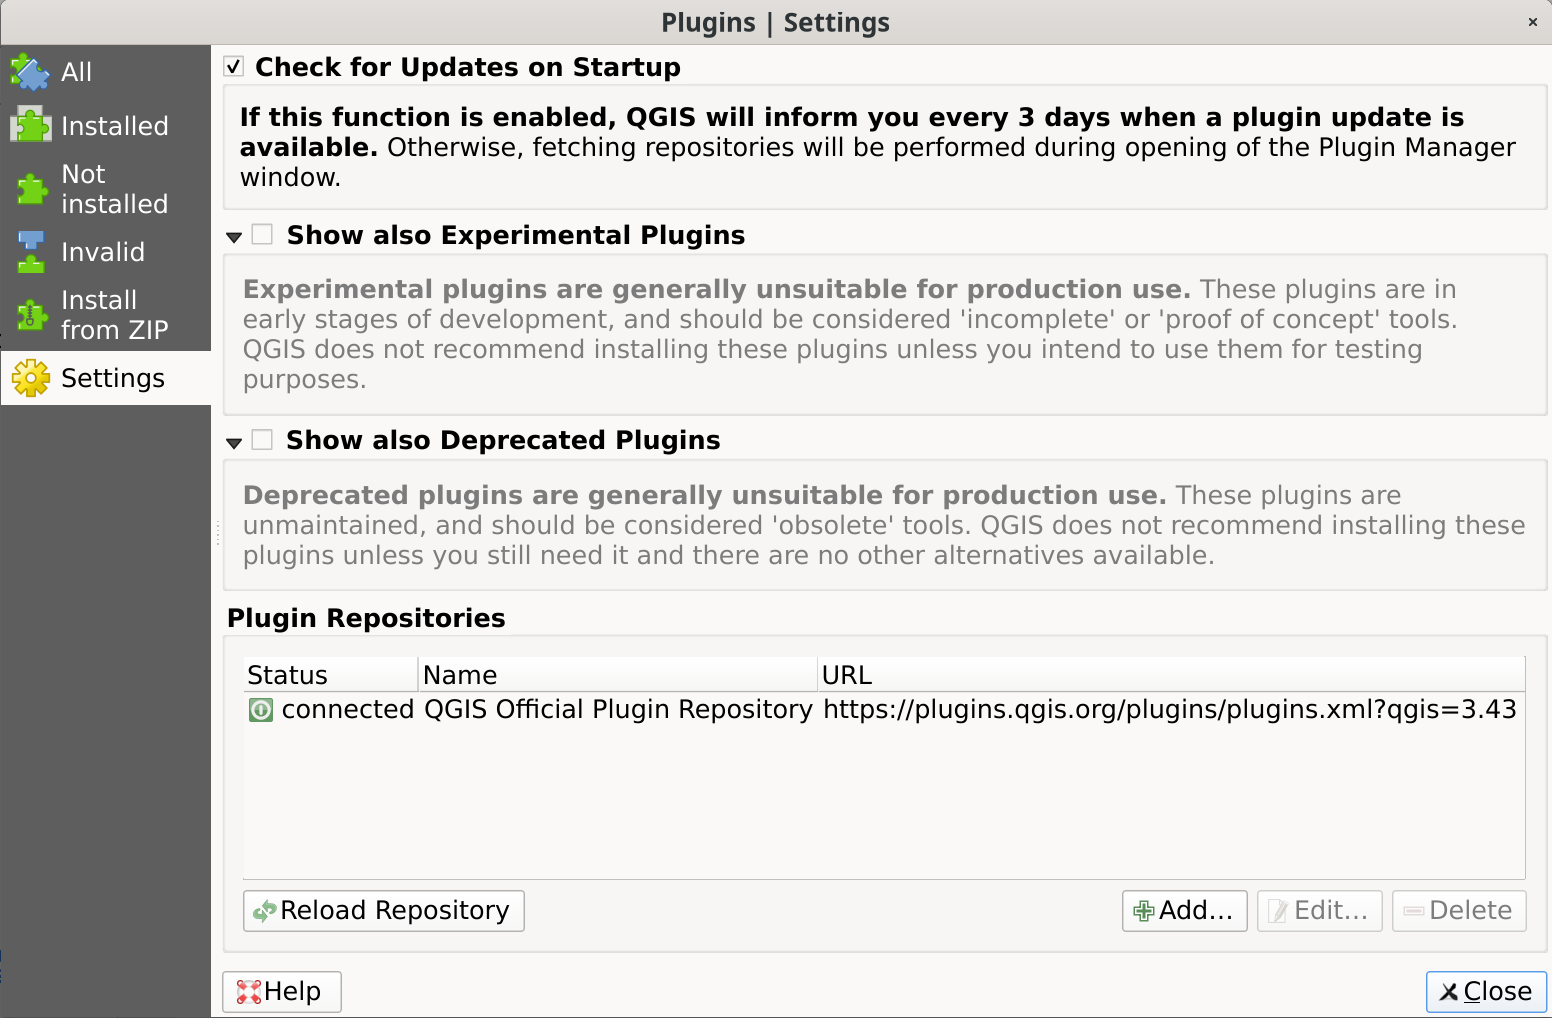 Plugins | Settings
All
Installed
Not
installed
Invalid
Install
from ZIP
Settings
Check for Updates on Startup
If this function is enabled, QGIS will inform you every 3 days when a plugin update is
available. Otherwise, fetching repositories will be performed during opening of the Plugin Manager
window.
Show also Experimental Plugins
Experimental plugins are generally unsuitable for production use. These plugins are in
early stages of development, and should be considered 'incomplete' or 'proof of concept' tools.
QGIS does not recommend installing these plugins unless you intend to use them for testing
purposes.
Show also Deprecated Plugins
Deprecated plugins are generally unsuitable for production use. These plugins are
unmaintained, and should be considered 'obsolete' tools. QGIS does not recommend installing these
plugins unless you still need it and there are no other alternatives available.
Plugin Repositories
Status Name URL
connected QGIS Official Plugin Repository https://plugins.qgis.org/plugins/plugins.xml?qgis=3.43
Reload Repository Add... Edit... Delete
Help Close